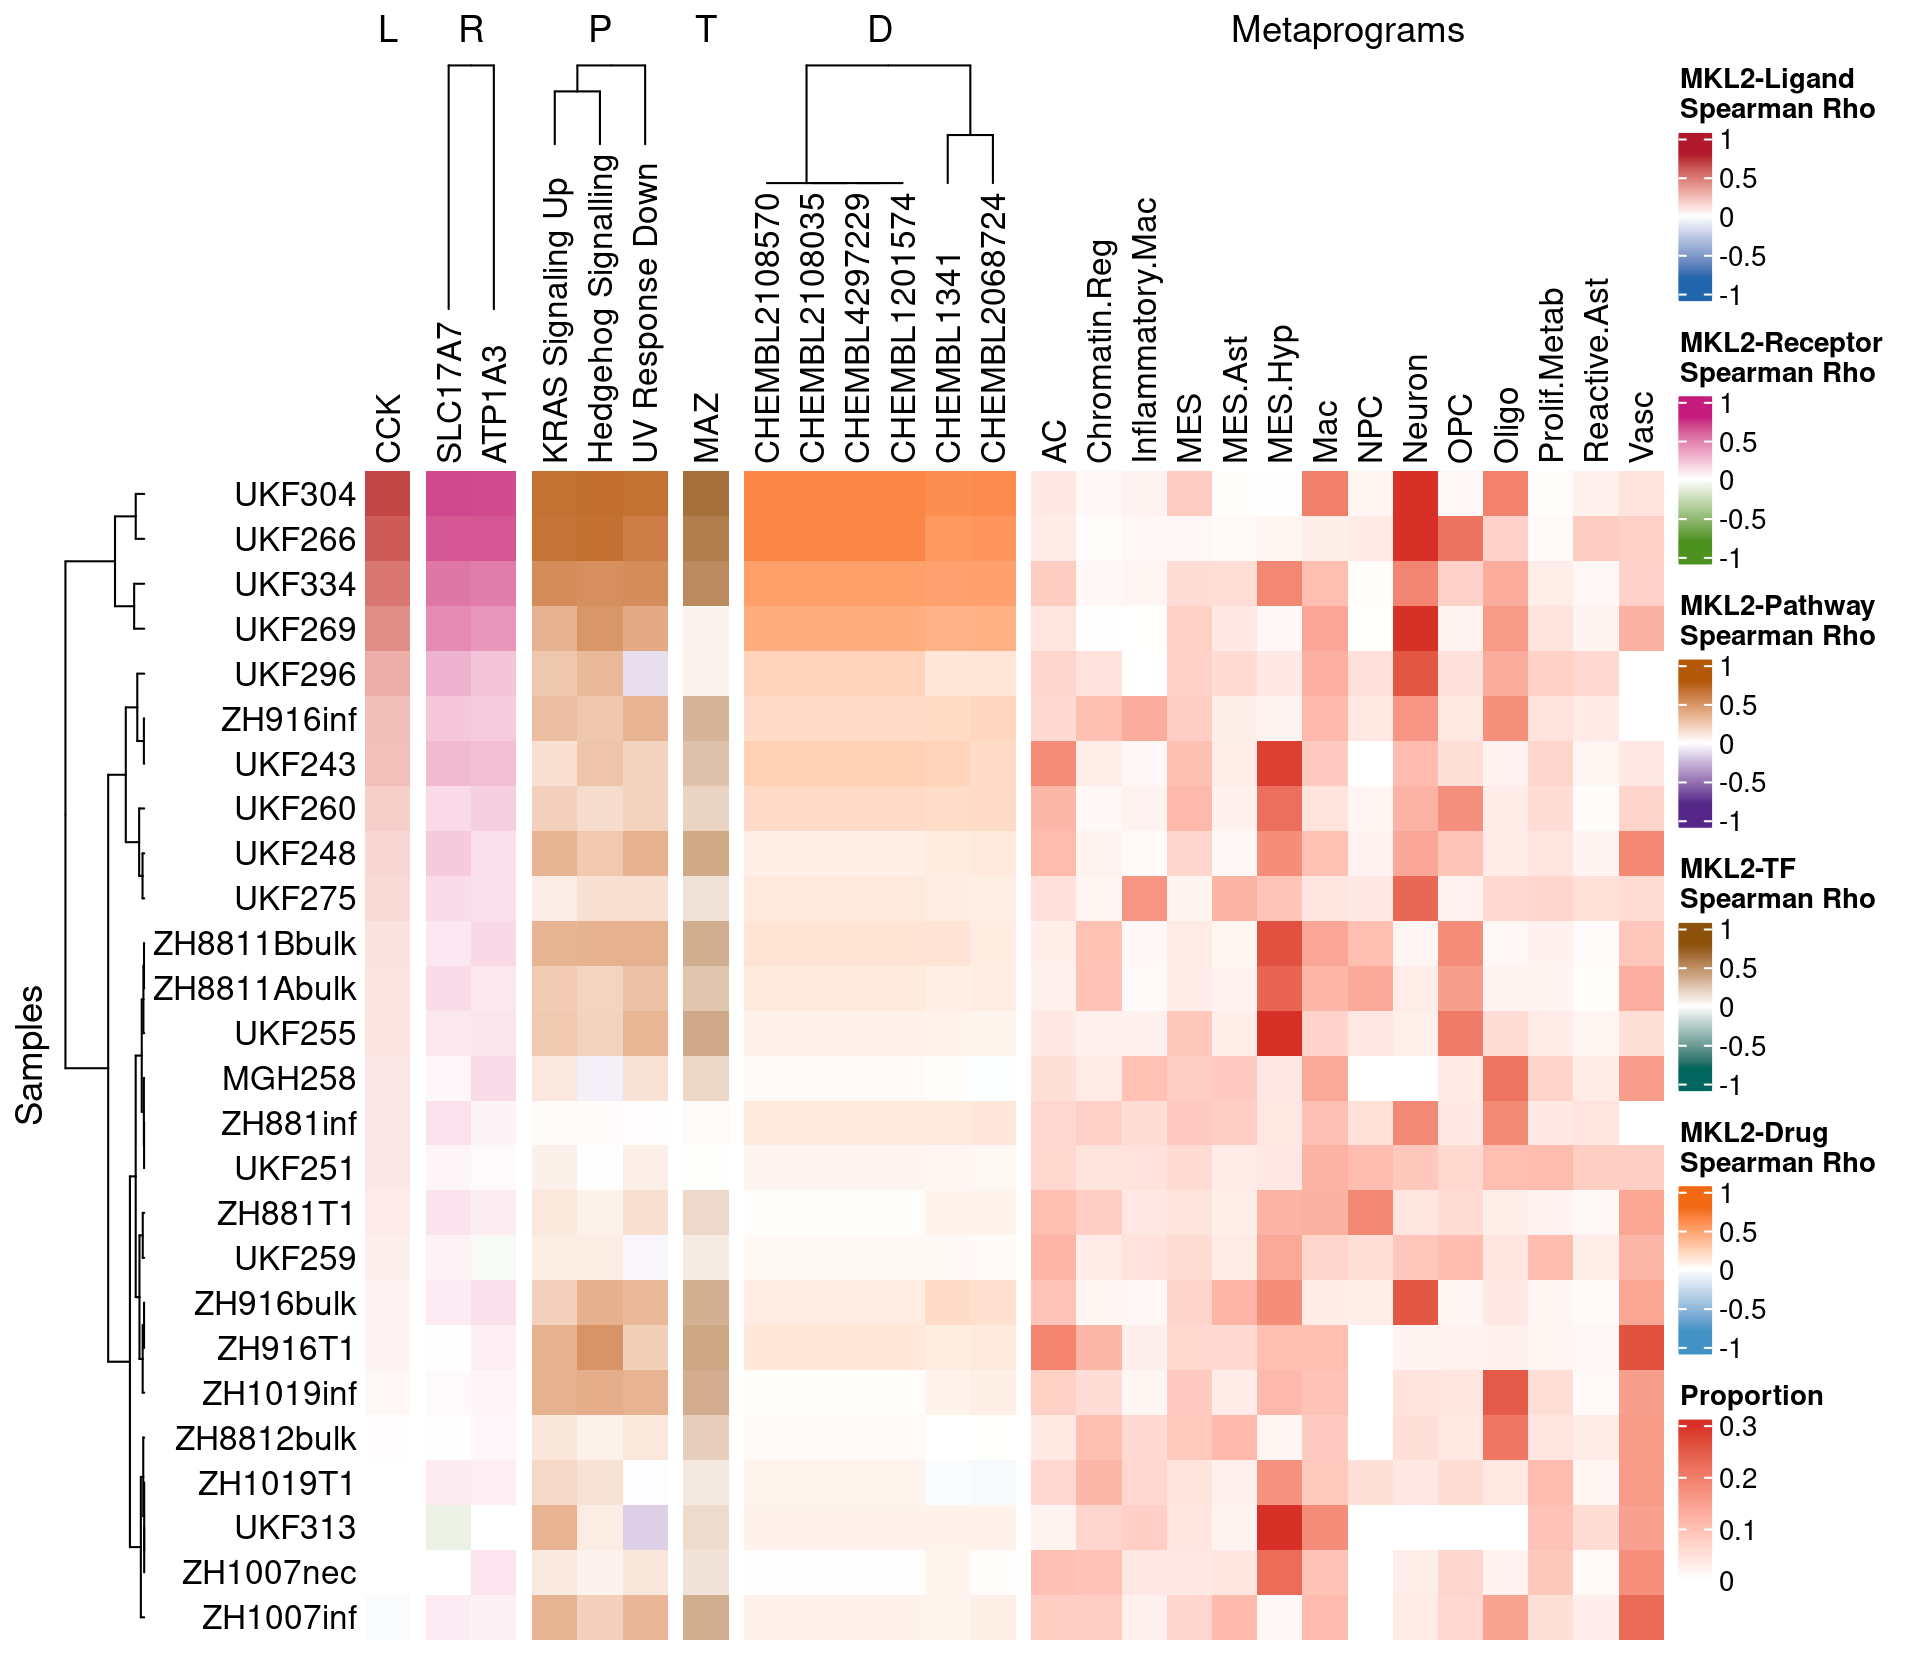 L R P T D Metaprograms
CCK
SLC17A7
ATP1A3
KRAS Signaling Up
Hedgehog Signalling
UV Response Down
MAZ
CHEMBL2108570
CHEMBL2108035
CHEMBL4297229
CHEMBL1201574
CHEMBL1341
CHEMBL2068724
AC
Chromatin.Reg
Inflammatory.Mac
MES
MES.Ast
MES.Hyp
Mac
NPC
Neuron
OPC
Oligo
Prolif.Metab
Reactive.Ast
Vasc
Samples
UKF304
UKF266
UKF334
UKF269
UKF296
ZH916inf
UKF243
UKF260
UKF248
UKF275
ZH8811Bbulk
ZH8811Abulk
UKF255
MGH258
ZH881inf
UKF251
ZH881T1
UKF259
ZH916bulk
ZH916T1
ZH1019inf
ZH8812bulk
ZH1019T1
UKF313
ZH1007nec
ZH1007inf
MKL2-Ligand
Spearman Rho
1
0.5
0
-0.5
-1
MKL2-Receptor
Spearman Rho
1
0.5
0
-0.5
-1
MKL2-Pathway
Spearman Rho
1
0.5
0
-0.5
-1
MKL2-TF
Spearman Rho
1
0.5
0
-0.5
-1
MKL2-Drug
Spearman Rho
1
0.5
0
-0.5
-1
Proportion
0.3
0.2
0.1
0